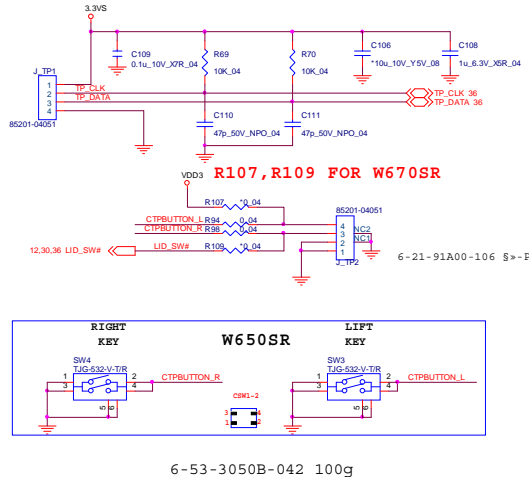 3.3VS
C109
0.1u_10V_X7R_04
R69
10K_04
R70
10K_04
C106
*10u_10V_Y5V_08
C108
1u_6.3V_X5R_04
J_TP1
1
2
3
4
TP_CLK
TP_DATA
85201-04051
TP_CLK 36
TP_DATA 36
C110
47p_50V_NPO_04
C111
47p_50V_NPO_04
R107,R109 FOR W670SR
VDD3
R107 *0_04
CTPBUTTON_L R94 0_04
CTPBUTTON_R R98 0_04
12,30,36 LID_SW# LID_SW# R109 *0_04
85201-04051
4
3
2
1
NC2
NC1
J_TP2
6-21-91A00-106 §»-P
RIGHT
KEY
W650SR
LIFT
KEY
SW4
TJG-532-V-T/R
1
3
2
4
5
6
CTPBUTTON_R
CSW1-2
3
4
1
2
SW3
TJG-532-V-T/R
1
3
2
4
5
6
CTPBUTTON_L
6-53-3050B-042 100g